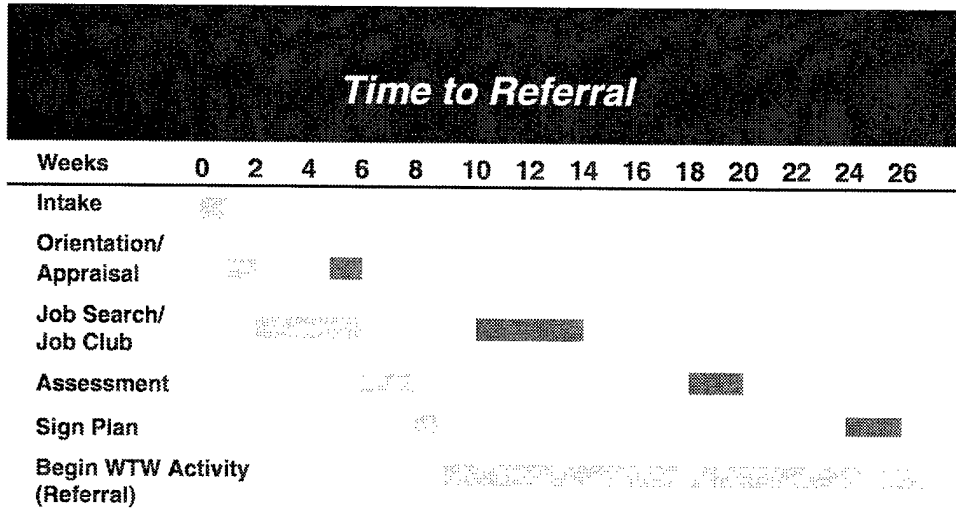 Time to Referral
Weeks 0 2 4 6 8 10 12 14 16 18 20 22 24 26
Intake
Orientation/
Appraisal
Job Search/
Job Club
Assessment
Sign Plan
Begin WTW Activity
(Referral)